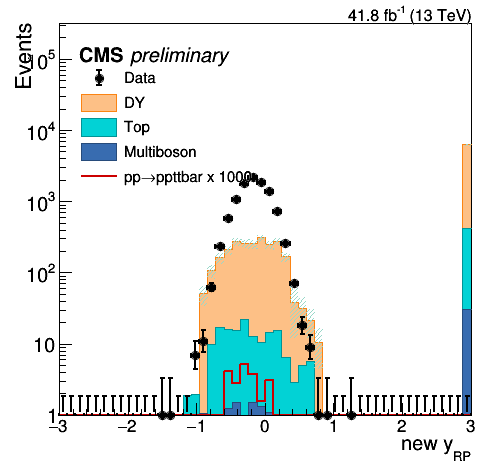 41.8 fb⁻¹ (13 TeV)
Events
CMS preliminary
Data
DY
Top
Multiboson
pp→ppttbar x 1000
10⁵
10⁴
10³
10²
10
1
−3 −2 −1 0 1 2 3
new y_RP